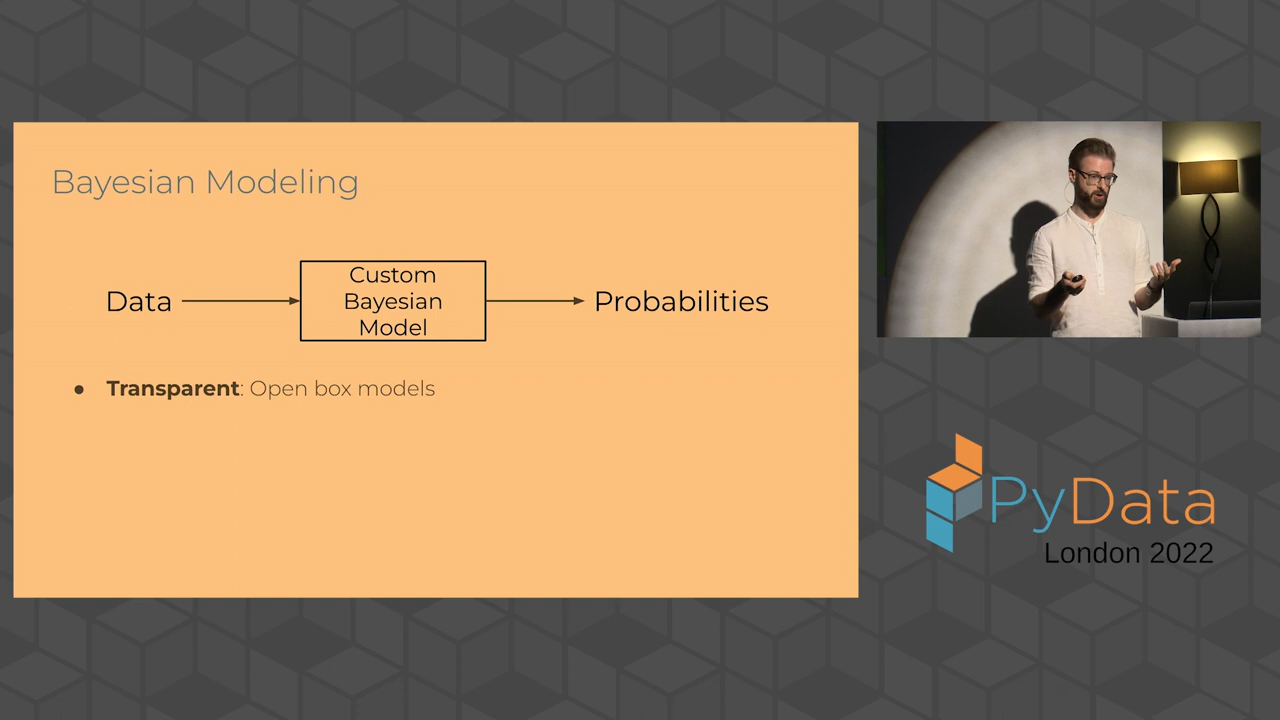 Bayesian Modeling
Data
Custom
Bayesian
Model
Probabilities
● Transparent: Open box models
PyData
London 2022